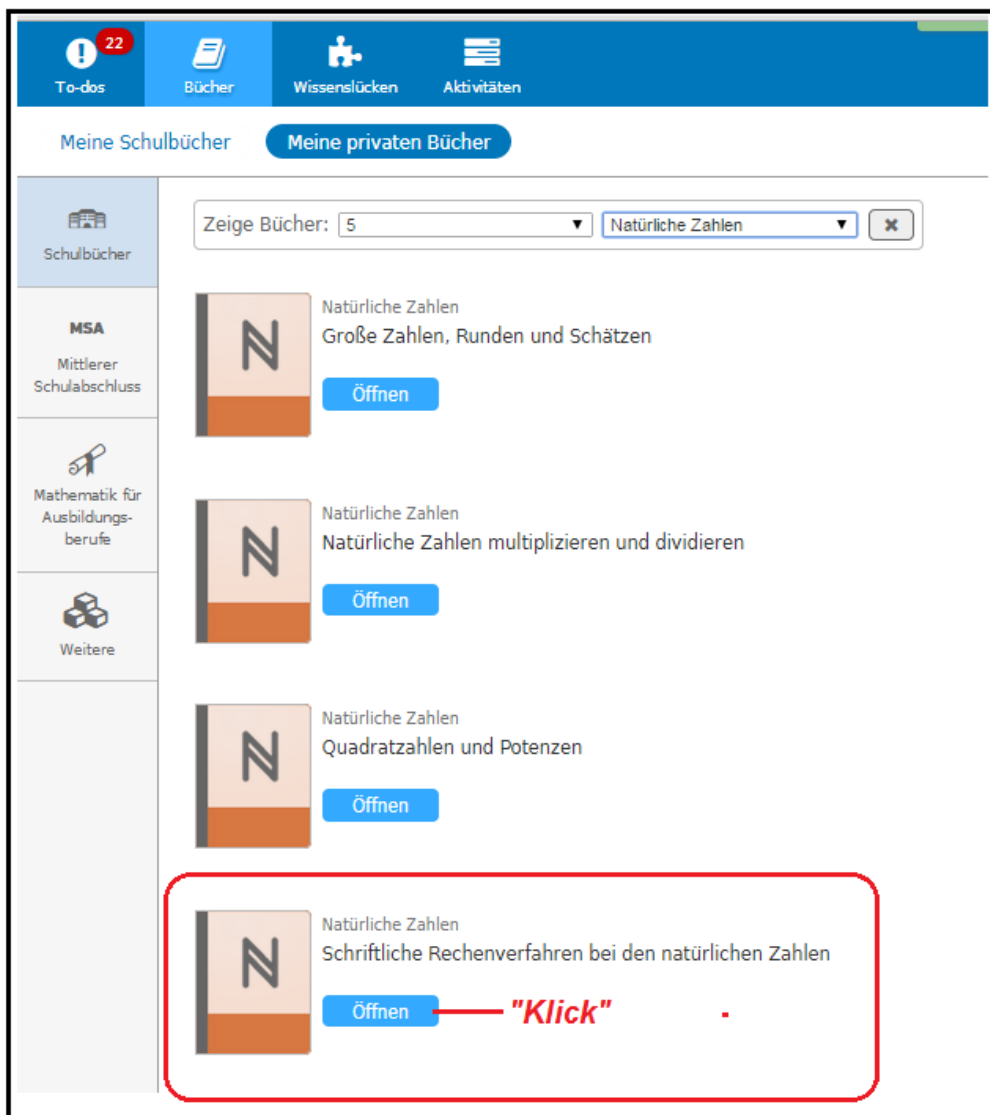 22
To-dos
Bücher
Wissenslücken
Aktivitäten
Meine Schulbücher
Meine privaten Bücher
Schulbücher
MSA
Mittlerer
Schulabschluss
Mathematik für
Ausbildungs-
berufe
Weitere
Zeige Bücher: 5 Natürliche Zahlen
Natürliche Zahlen
Große Zahlen, Runden und Schätzen
Öffnen
Natürliche Zahlen
Natürliche Zahlen multiplizieren und dividieren
Öffnen
Natürliche Zahlen
Quadratzahlen und Potenzen
Öffnen
Natürliche Zahlen
Schriftliche Rechenverfahren bei den natürlichen Zahlen
Öffnen "Klick"